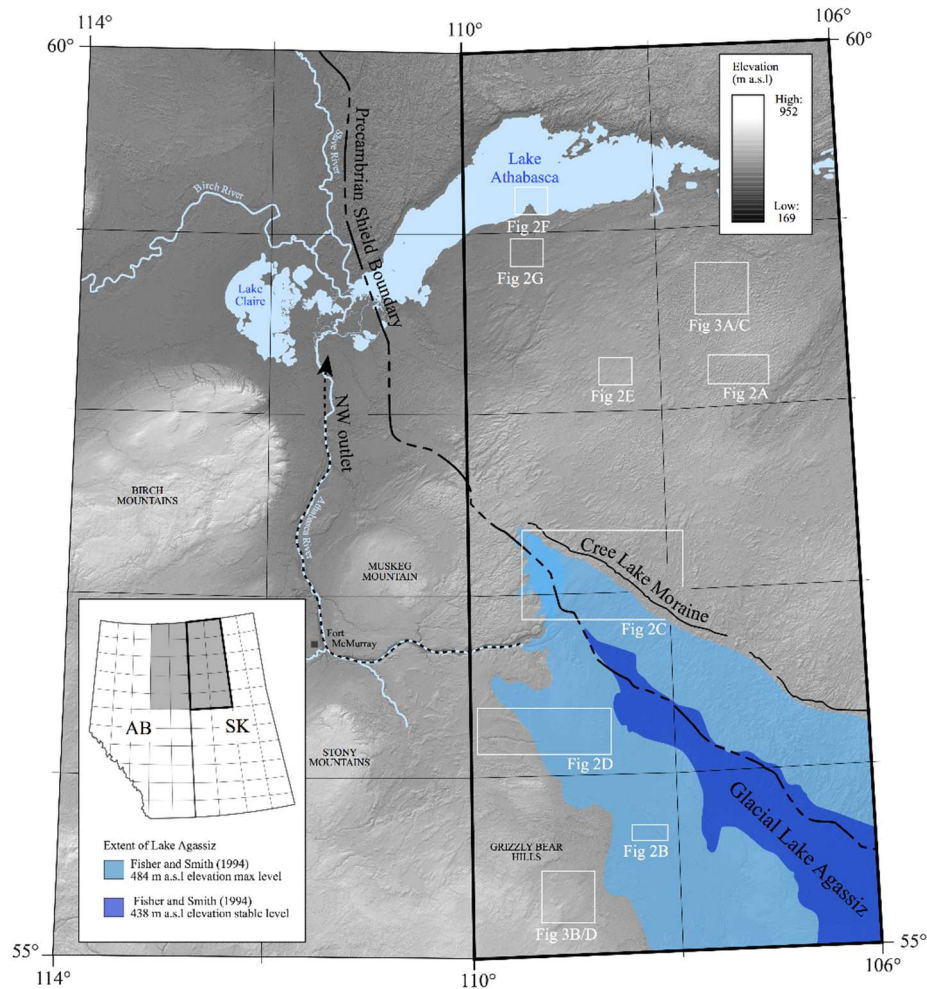 114°
110°
106°
60°
60°
Elevation
(m a.s.l)
High:
952
Low:
169
Precambrian Shield Boundary
Slave River
Birch River
Lake
Athabasca
Fig 2F
Fig 2G
Lake
Claire
Fig 3A/C
Fig 2E
Fig 2A
NW outlet
BIRCH
MOUNTAINS
Athabasca River
MUSKEG
MOUNTAIN
Cree Lake Moraine
Fig 2C
Fort
McMurray
AB
SK
STONY
MOUNTAINS
Fig 2D
Glacial Lake Agassiz
GRIZZLY BEAR
HILLS
Fig 2B
Fig 3B/D
Extent of Lake Agassiz
Fisher and Smith (1994)
484 m a.s.l elevation max level
Fisher and Smith (1994)
438 m a.s.l elevation stable level
55°
55°
114°
110°
106°